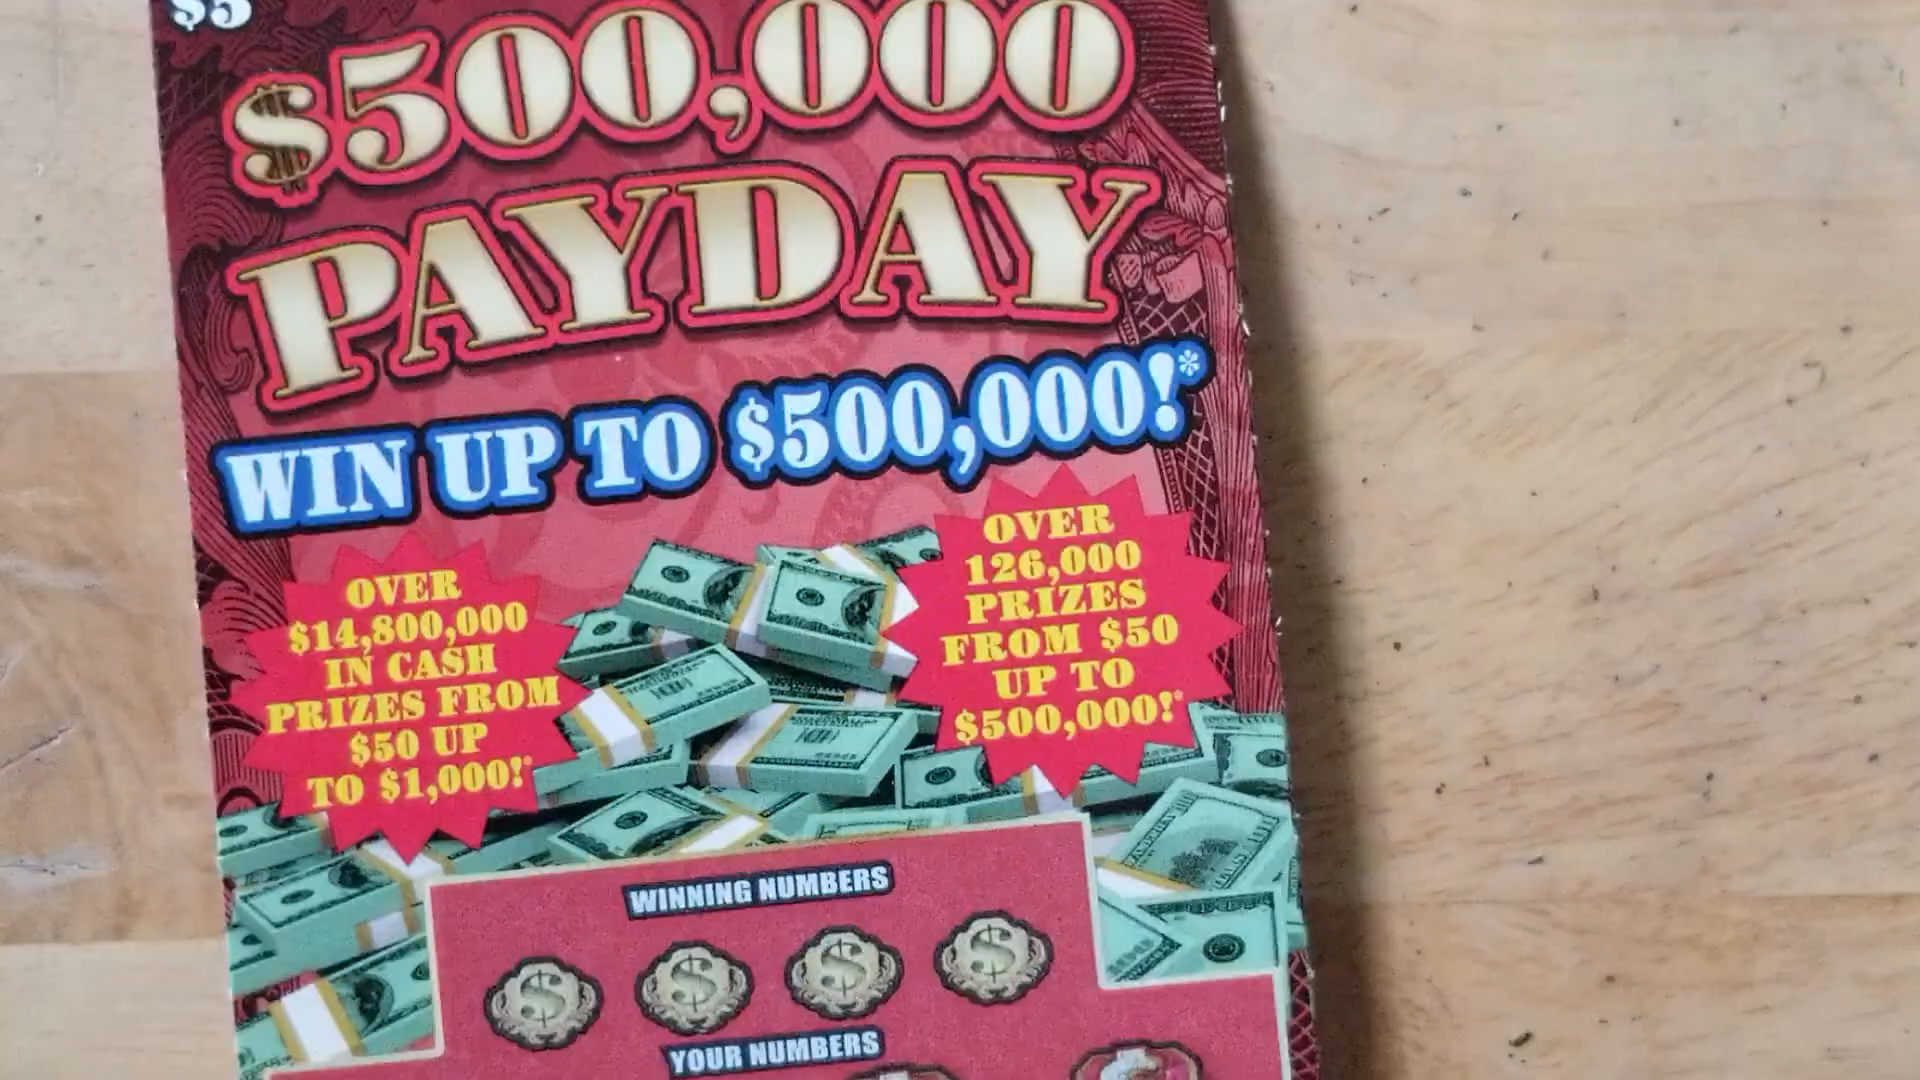 $5
$500,000
PAYDAY
WIN UP TO $500,000!*
OVER
$14,800,000
IN CASH
PRIZES FROM
$50 UP
TO $1,000!*
OVER
126,000
PRIZES
FROM $50
UP TO
$500,000!*
WINNING NUMBERS
$ $ $ $
YOUR NUMBERS